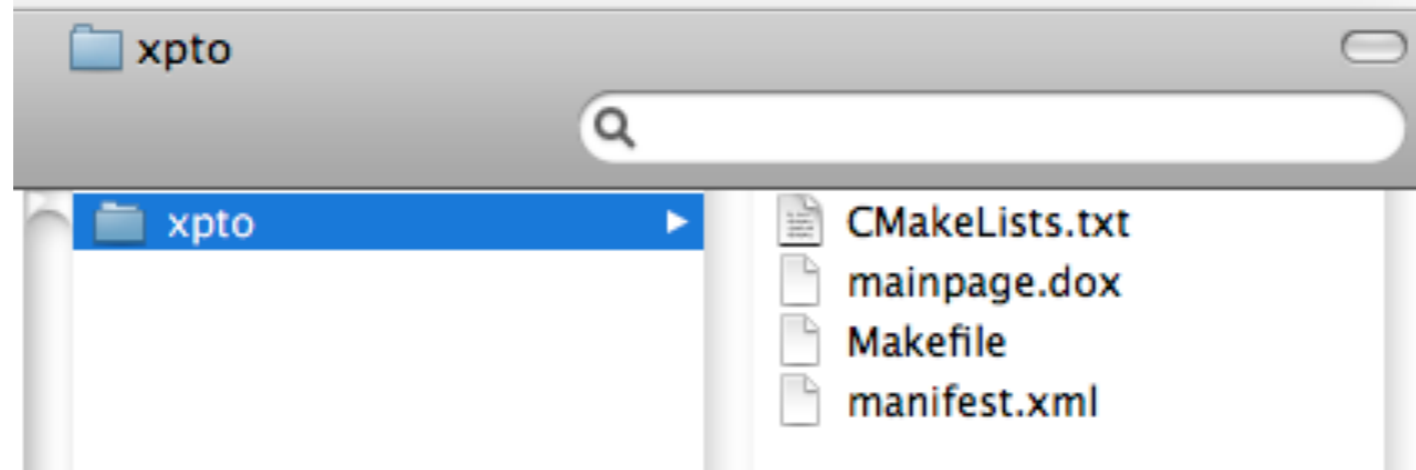 xpto
xpto
CMakeLists.txt
mainpage.dox
Makefile
manifest.xml